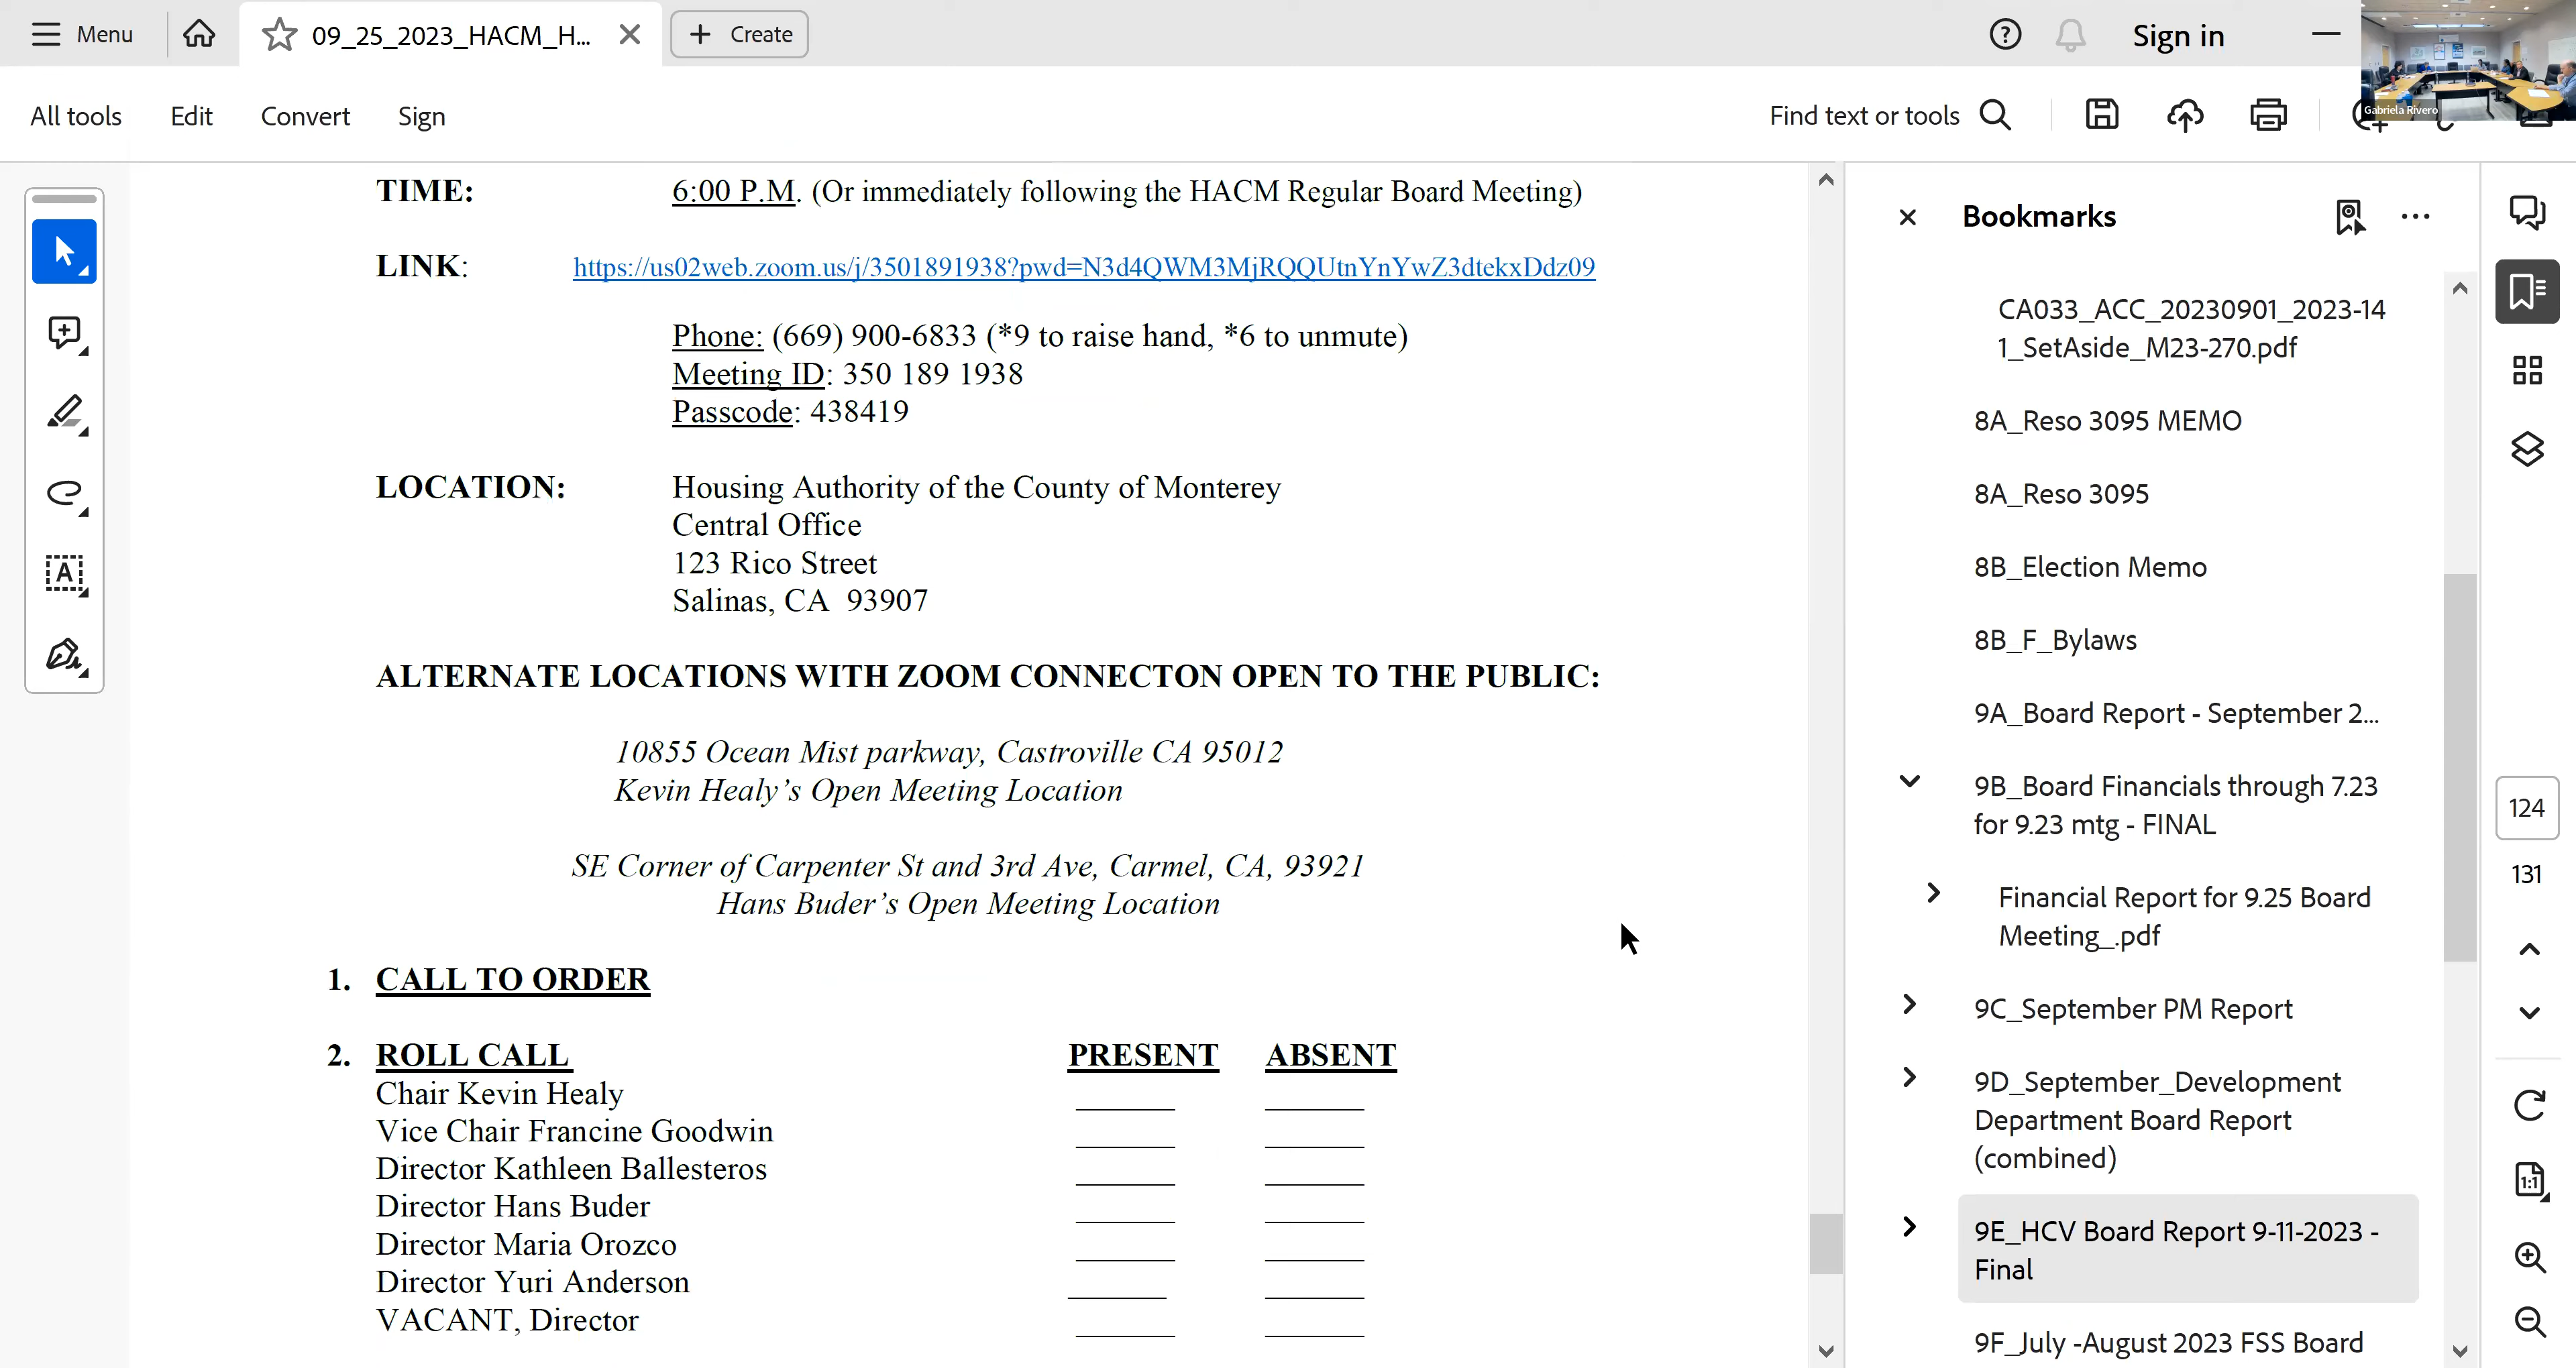 Menu
09_25_2023_HACM_H...
Create
Sign in
Gabriela Rivero
All tools
Edit
Convert
Sign
Find text or tools
TIME: 6:00 P.M. (Or immediately following the HACM Regular Board Meeting)
LINK: https://us02web.zoom.us/j/3501891938?pwd=N3d4QWM3MjRQQUtnYnYwZ3dtekxDdz09
Phone: (669) 900-6833 (*9 to raise hand, *6 to unmute)
Meeting ID: 350 189 1938
Passcode: 438419
LOCATION: Housing Authority of the County of Monterey
Central Office
123 Rico Street
Salinas, CA 93907
ALTERNATE LOCATIONS WITH ZOOM CONNECTON OPEN TO THE PUBLIC:
10855 Ocean Mist parkway, Castroville CA 95012
Kevin Healy's Open Meeting Location
SE Corner of Carpenter St and 3rd Ave, Carmel, CA, 93921
Hans Buder's Open Meeting Location
1. CALL TO ORDER
2. ROLL CALL PRESENT ABSENT
Chair Kevin Healy
Vice Chair Francine Goodwin
Director Kathleen Ballesteros
Director Hans Buder
Director Maria Orozco
Director Yuri Anderson
VACANT, Director
Bookmarks
CA033_ACC_20230901_2023-14
1_SetAside_M23-270.pdf
8A_Reso 3095 MEMO
8A_Reso 3095
8B_Election Memo
8B_F_Bylaws
9A_Board Report - September 2...
9B_Board Financials through 7.23
for 9.23 mtg - FINAL
Financial Report for 9.25 Board
Meeting_.pdf
9C_September PM Report
9D_September_Development
Department Board Report
(combined)
9E_HCV Board Report 9-11-2023 -
Final
9F_July -August 2023 FSS Board
124
131
1:1